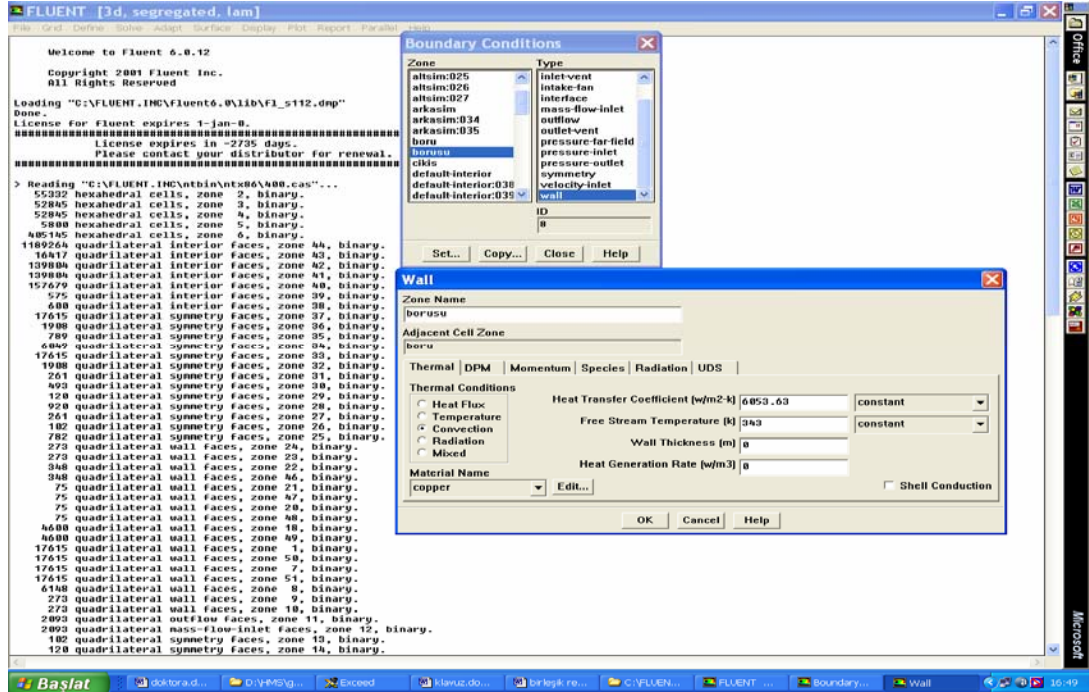 FLUENT [3d, segregated, lam]
File Grid Define Solve Adapt Surface Display Plot Report Parallel Help
Welcome to Fluent 6.0.12
Copyright 2001 Fluent Inc.
All Rights Reserved
Loading "C:\FLUENT.INC\fluent6.0\lib\fl_s112.dmp"
Done.
License for fluent expires 1-jan-0.
License expires in -2735 days.
Please contact your distributor for renewal.
> Reading "C:\FLUENT.INC\ntbin\ntx86\400.cas"...
55332 hexahedral cells, zone 2, binary.
52845 hexahedral cells, zone 3, binary.
52845 hexahedral cells, zone 4, binary.
5800 hexahedral cells, zone 5, binary.
405145 hexahedral cells, zone 6, binary.
1189264 quadrilateral interior faces, zone 44, binary.
16417 quadrilateral interior faces, zone 43, binary.
139804 quadrilateral interior faces, zone 42, binary.
139804 quadrilateral interior faces, zone 41, binary.
157679 quadrilateral interior faces, zone 40, binary.
575 quadrilateral interior faces, zone 39, binary.
600 quadrilateral interior faces, zone 38, binary.
17615 quadrilateral symmetry faces, zone 37, binary.
1908 quadrilateral symmetry faces, zone 36, binary.
789 quadrilateral symmetry faces, zone 35, binary.
6049 quadrilateral symmetry faces, zone 34, binary.
17615 quadrilateral symmetry faces, zone 33, binary.
1908 quadrilateral symmetry faces, zone 32, binary.
261 quadrilateral symmetry faces, zone 31, binary.
493 quadrilateral symmetry faces, zone 30, binary.
120 quadrilateral symmetry faces, zone 29, binary.
920 quadrilateral symmetry faces, zone 28, binary.
261 quadrilateral symmetry faces, zone 27, binary.
102 quadrilateral symmetry faces, zone 26, binary.
782 quadrilateral symmetry faces, zone 25, binary.
273 quadrilateral wall faces, zone 24, binary.
273 quadrilateral wall faces, zone 23, binary.
348 quadrilateral wall faces, zone 22, binary.
348 quadrilateral wall faces, zone 46, binary.
75 quadrilateral wall faces, zone 21, binary.
75 quadrilateral wall faces, zone 47, binary.
75 quadrilateral wall faces, zone 20, binary.
75 quadrilateral wall faces, zone 48, binary.
4600 quadrilateral wall faces, zone 18, binary.
4600 quadrilateral wall faces, zone 49, binary.
17615 quadrilateral wall faces, zone 1, binary.
17615 quadrilateral wall faces, zone 50, binary.
17615 quadrilateral wall faces, zone 7, binary.
17615 quadrilateral wall faces, zone 51, binary.
6148 quadrilateral wall faces, zone 8, binary.
273 quadrilateral wall faces, zone 9, binary.
273 quadrilateral wall faces, zone 10, binary.
2093 quadrilateral outflow faces, zone 11, binary.
2093 quadrilateral mass-flow-inlet faces, zone 12, binary.
102 quadrilateral symmetry faces, zone 13, binary.
120 quadrilateral symmetry faces, zone 14, binary.
Boundary Conditions
Zone Type
altsim:025 inlet-vent
altsim:026 intake-fan
altsim:027 interface
arkasim mass-flow-inlet
arkasim:034 outflow
arkasim:035 outlet-vent
boru pressure-far-field
borusu pressure-inlet
cikis pressure-outlet
default-interior symmetry
default-interior:038 velocity-inlet
default-interior:039 wall
ID
8
Set... Copy... Close Help
Wall
Zone Name
borusu
Adjacent Cell Zone
boru
Thermal DPM Momentum Species Radiation UDS
Thermal Conditions
Heat Flux
Temperature
Convection
Radiation
Mixed
Material Name
copper Edit...
Heat Transfer Coefficient (w/m2-k) 6053.63 constant
Free Stream Temperature (k) 343 constant
Wall Thickness (m) 0
Heat Generation Rate (w/m3) 0
Shell Conduction
OK Cancel Help
Office
Microsoft
Başlat doktora.d... D:\HMS\g... Exceed klavuz.do... birleşik re... C:\FLUEN... FLUENT ... Boundary... Wall 16:49